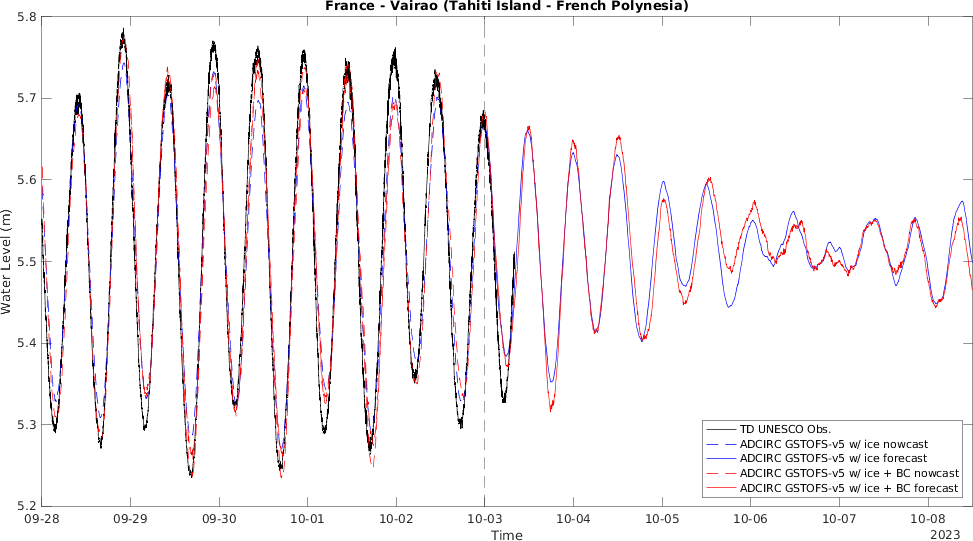 France - Vairao (Tahiti Island - French Polynesia)
5.8
5.7
5.6
5.5
5.4
5.3
5.2
Water Level (m)
TD UNESCO Obs.
ADCIRC GSTOFS-v5 w/ ice nowcast
ADCIRC GSTOFS-v5 w/ ice forecast
ADCIRC GSTOFS-v5 w/ ice + BC nowcast
ADCIRC GSTOFS-v5 w/ ice + BC forecast
09-28 09-29 09-30 10-01 10-02 10-03 10-04 10-05 10-06 10-07 10-08
Time
2023